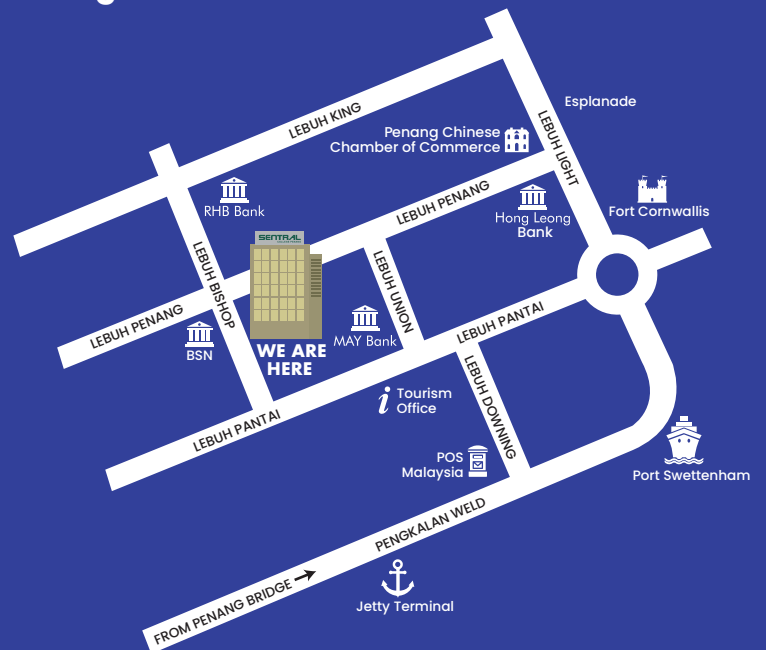 Esplanade
LEBUH KING
LEBUH LIGHT
Penang Chinese
Chamber of Commerce
RHB Bank
LEBUH PENANG
Hong Leong
Bank
Fort Cornwallis
SENTRAL
LEBUH BISHOP
LEBUH UNION
LEBUH PENANG
BSN
WE ARE
HERE
MAY Bank
LEBUH PANTAI
Tourism
Office
LEBUH DOWNING
LEBUH PANTAI
POS
Malaysia
Port Swettenham
PENGKALAN WELD
FROM PENANG BRIDGE
Jetty Terminal